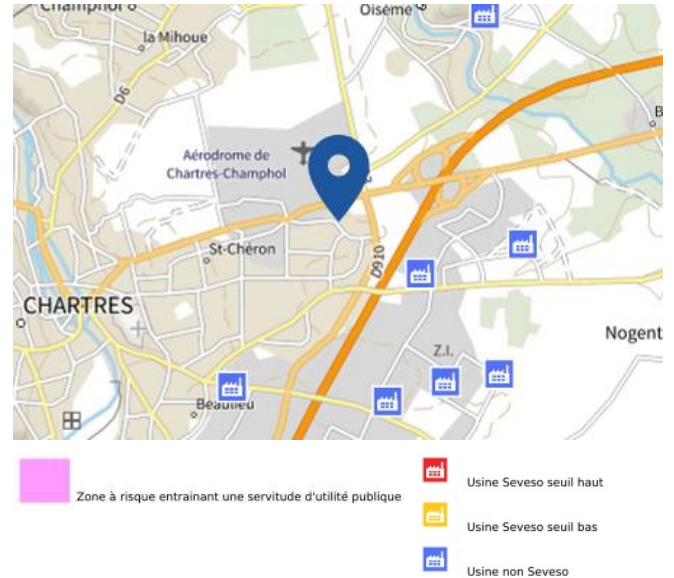 Champhol
Oisème
la Mihoue
D6
Aérodrome de
Chartres-Champhol
St-Chéron
D910
CHARTRES
Nogent
Z.I.
Beaulieu
Zone à risque entrainant une servitude d'utilité publique
Usine Seveso seuil haut
Usine Seveso seuil bas
Usine non Seveso